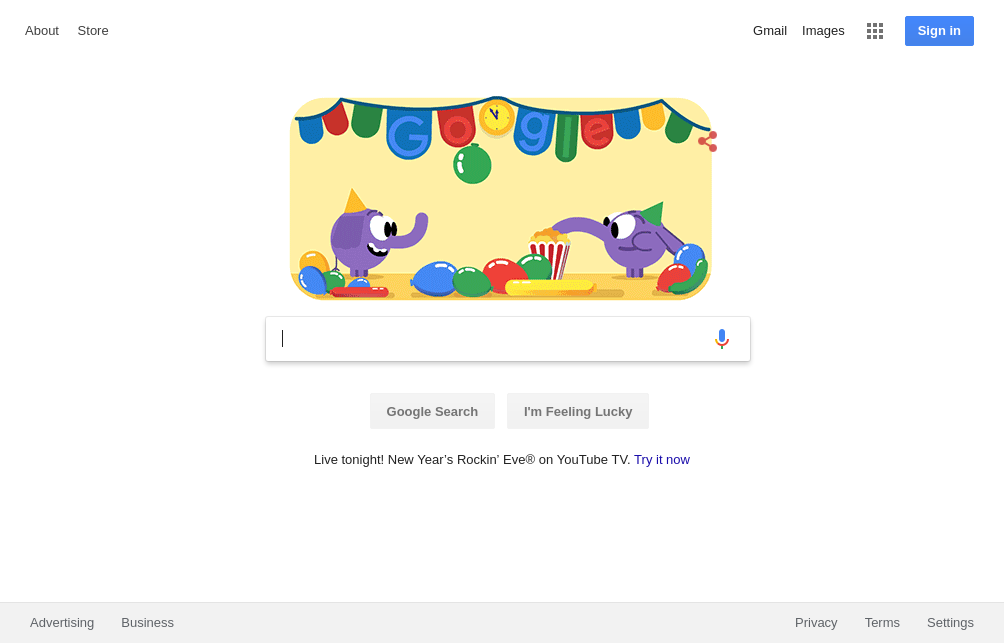 About Store
Gmail Images Sign in
Google
Google Search I'm Feeling Lucky
Live tonight! New Year’s Rockin’ Eve® on YouTube TV. Try it now
Advertising Business
Privacy Terms Settings